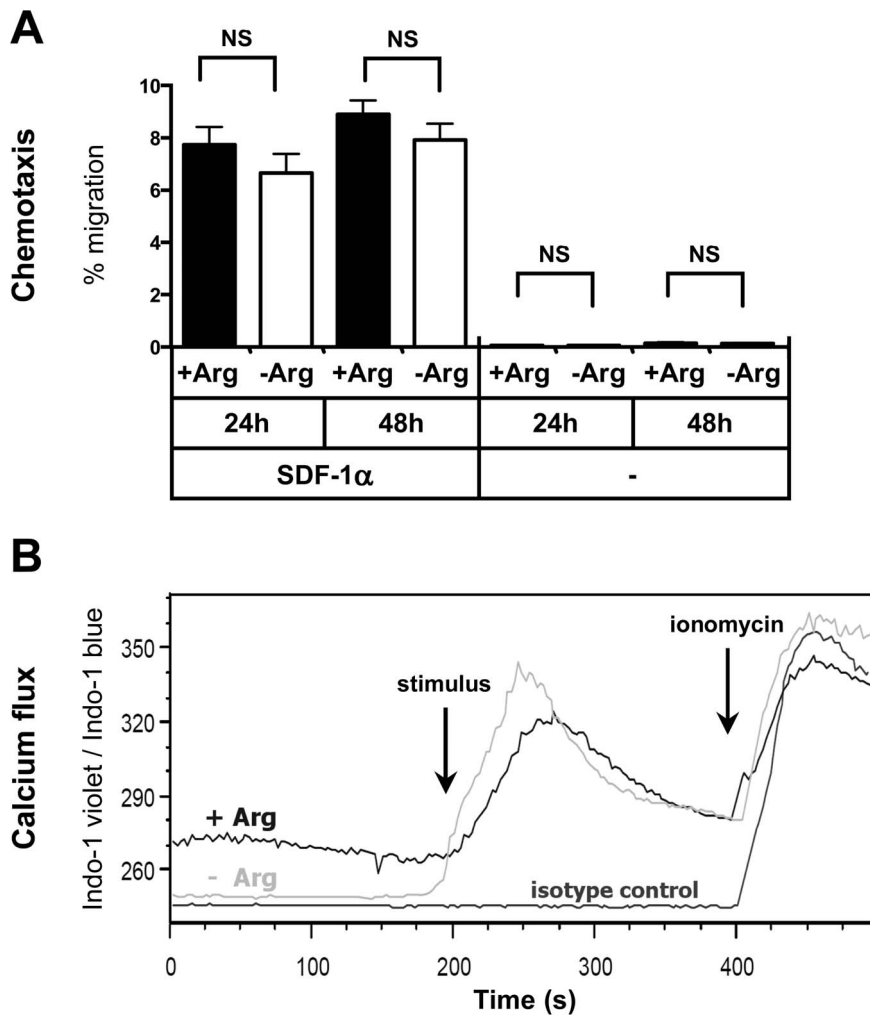 A
Chemotaxis
% migration
NS NS
10
8
6
4
2
0
NS NS
+Arg -Arg +Arg -Arg +Arg -Arg +Arg -Arg
24h 48h 24h 48h
SDF-1α -
B
Calcium flux
Indo-1 violet / Indo-1 blue
350
320
290
260
stimulus
ionomycin
+ Arg
- Arg
isotype control
0 100 200 300 400
Time (s)